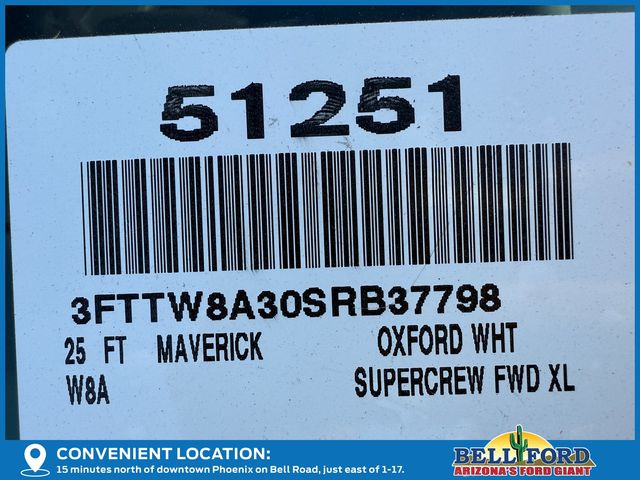 51251
3FTTW8A30SRB37798
25 FT MAVERICK OXFORD WHT
W8A SUPERCREW FWD XL
CONVENIENT LOCATION:
15 minutes north of downtown Phoenix on Bell Road, just east of 1-17.
BELL FORD
ARIZONA'S FORD GIANT